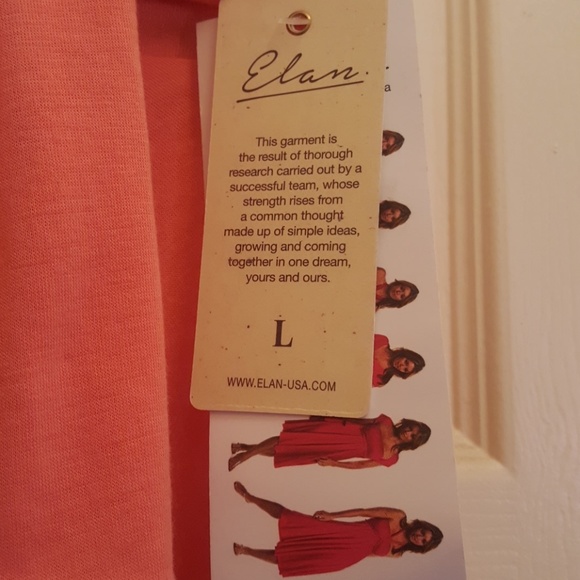 Elan
a
This garment is
the result of thorough
research carried out by a
successful team, whose
strength rises from
a common thought
made up of simple ideas,
growing and coming
together in one dream,
yours and ours.
L
WWW.ELAN-USA.COM